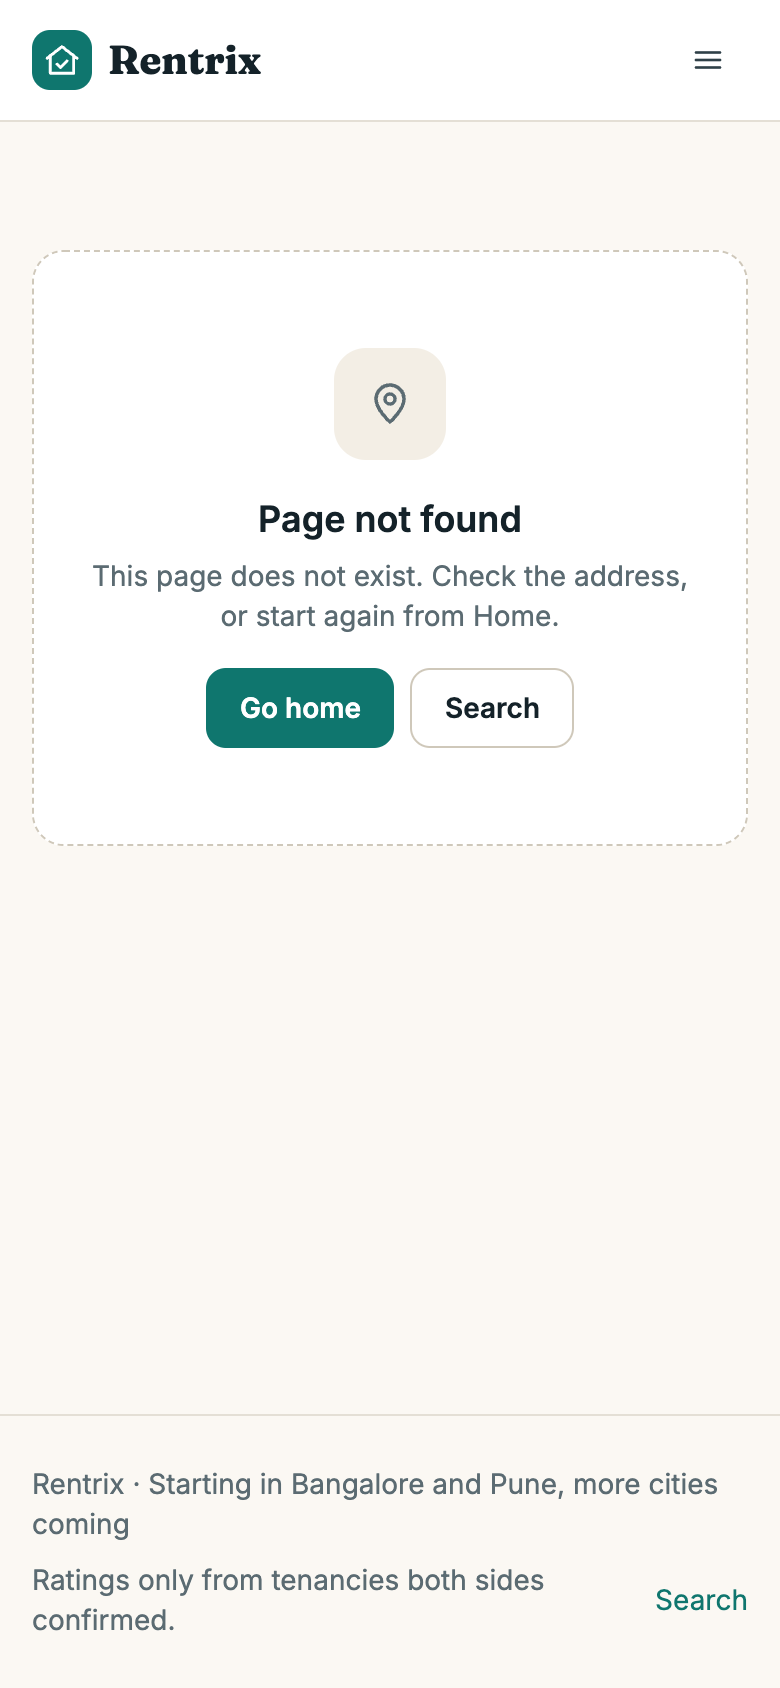 Rentrix
Page not found
This page does not exist. Check the address,
or start again from Home.
Go home
Search
Rentrix · Starting in Bangalore and Pune, more cities
coming
Ratings only from tenancies both sides
confirmed.
Search